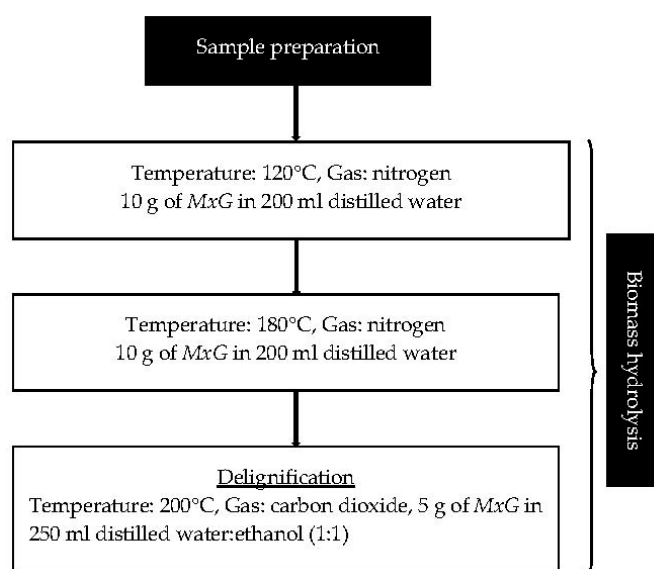 Sample preparation
Temperature: 120°C, Gas: nitrogen
10 g of MxG in 200 ml distilled water
Temperature: 180°C, Gas: nitrogen
10 g of MxG in 200 ml distilled water
Delignification
Temperature: 200°C, Gas: carbon dioxide, 5 g of MxG in
250 ml distilled water:ethanol (1:1)
Biomass hydrolysis